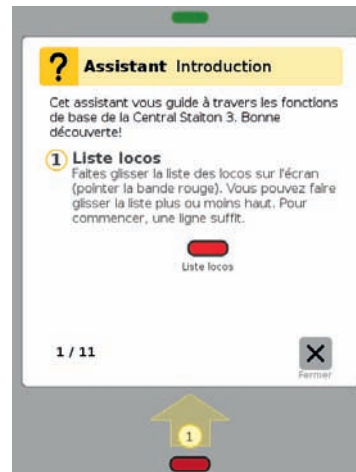 ? Assistant Introduction
Cet assistant vous guide à travers les fonctions
de base de la Central Staiton 3. Bonne
découverte!
1 Liste locos
Faites glisser la liste des locos sur l'écran
(pointer la bande rouge). Vous pouvez faire
glisser la liste plus ou moins haut. Pour
commencer, une ligne suffit.
Liste locos
1 / 11
Fermer
1